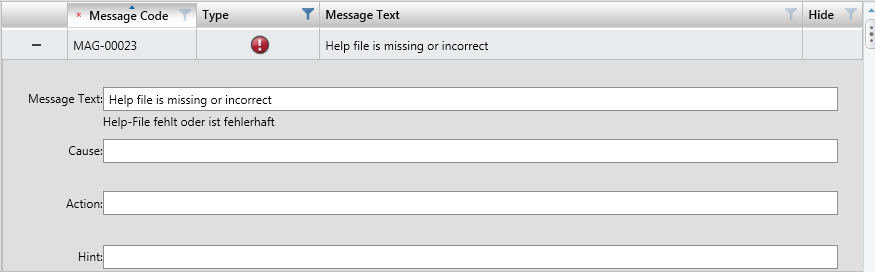 * Message Code Type Message Text Hide
MAG-00023 Help file is missing or incorrect
Message Text: Help file is missing or incorrect
Help-File fehlt oder ist fehlerhaft
Cause:
Action:
Hint: